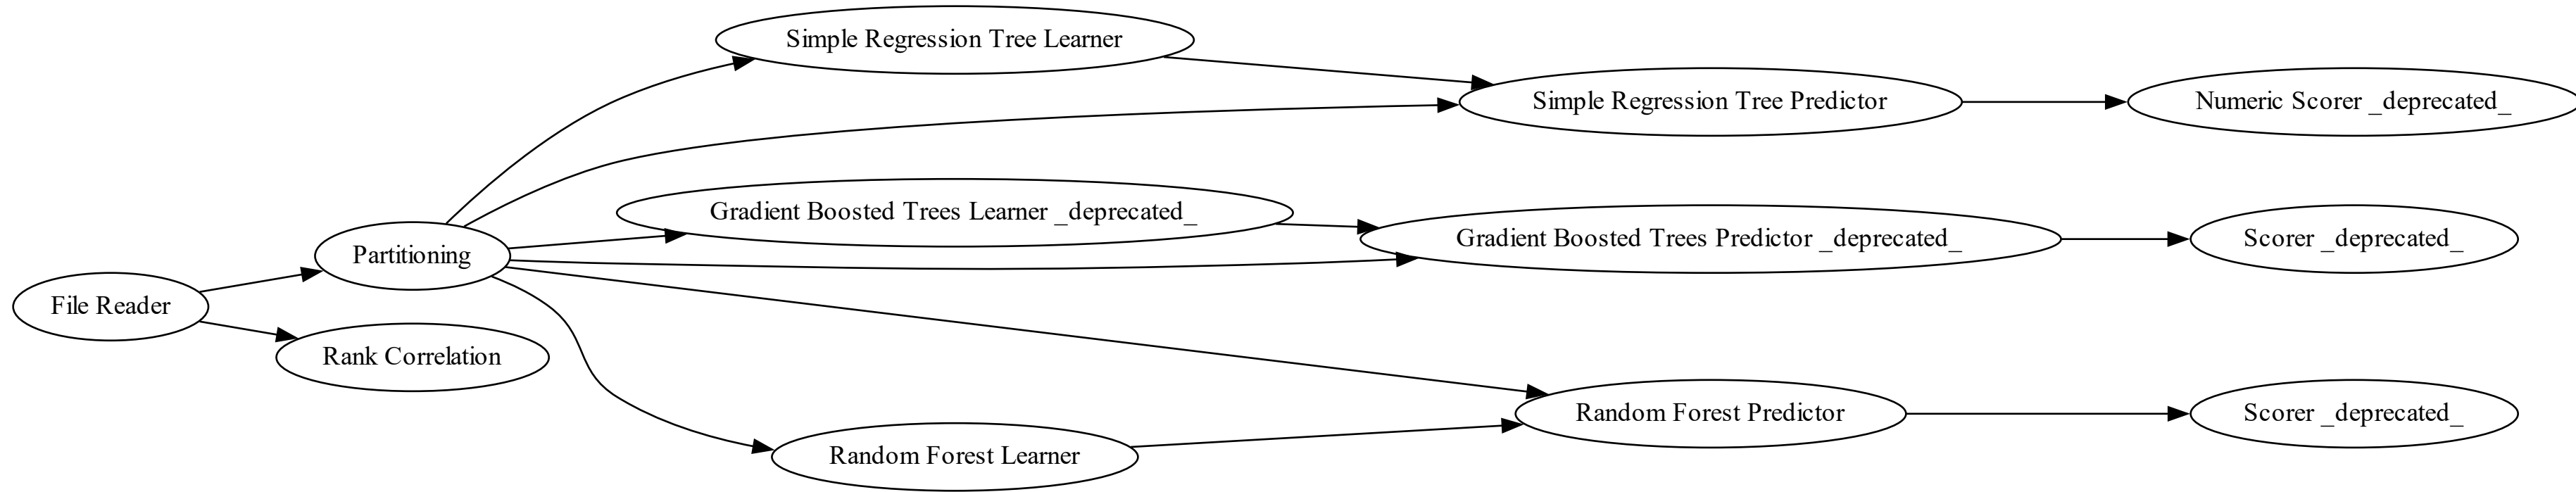 Simple Regression Tree Learner
Simple Regression Tree Predictor
Numeric Scorer _deprecated_
Gradient Boosted Trees Learner _deprecated_
Gradient Boosted Trees Predictor _deprecated_
Scorer _deprecated_
Partitioning
File Reader
Rank Correlation
Random Forest Predictor
Scorer _deprecated_
Random Forest Learner